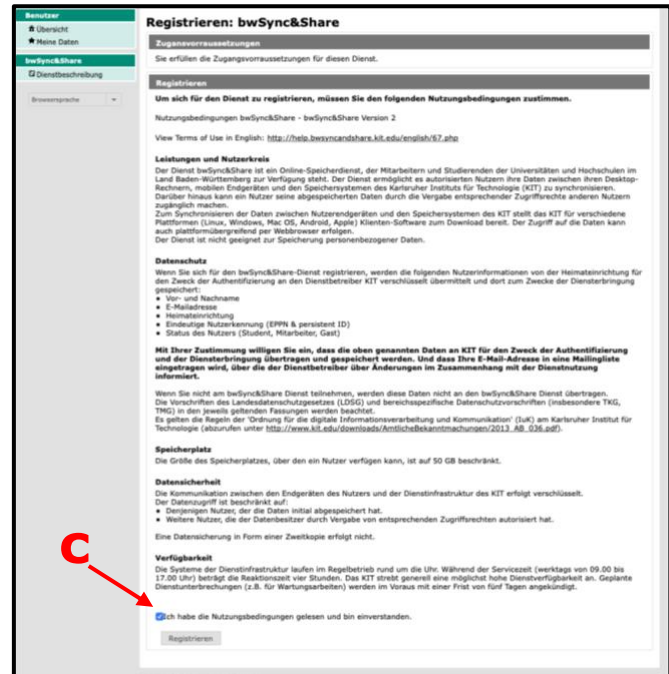 Benutzer
Übersicht
Meine Daten
bwSync&Share
Dienstbeschreibung
Browsersprache
Registrieren: bwSync&Share
Zugansvorraussetzungen
Sie erfüllen die Zugangsvorraussetzungen für diesen Dienst.
Registrieren
Um sich für den Dienst zu registrieren, müssen Sie den folgenden Nutzungsbedingungen zustimmen.
Nutzungsbedingungen bwSync&Share - bwSync&Share Version 2
View Terms of Use in English: http://help.bwsyncandshare.kit.edu/english/67.php
Leistungen und Nutzerkreis
Der Dienst bwSync&Share ist ein Online-Speicherdienst, der Mitarbeitern und Studierenden der Universitäten und Hochschulen im
Land Baden-Württemberg zur Verfügung steht. Der Dienst ermöglicht es autorisierten Nutzern ihre Daten zwischen ihren Desktop-
Rechnern, mobilen Endgeräten und den Speichersystemen des Karlsruher Instituts für Technologie (KIT) zu synchronisieren.
Darüber hinaus kann ein Nutzer seine abgespeicherten Daten durch die Vergabe entsprechender Zugriffsrechte anderen Nutzern
zugänglich machen.
Zum Synchronisieren der Daten zwischen Nutzerendgeräten und den Speichersystemen des KIT stellt das KIT für verschiedene
Plattformen (Linux, Windows, Mac OS, Android, Apple) Klienten-Software zum Download bereit. Der Zugriff auf die Daten kann
auch plattformübergreifend per Webbrowser erfolgen.
Der Dienst ist nicht geeignet zur Speicherung personenbezogener Daten.
Datenschutz
Wenn Sie sich für den bwSync&Share-Dienst registrieren, werden die folgenden Nutzerinformationen von der Heimateinrichtung für
den Zweck der Authentifizierung an den Dienstbetreiber KIT verschlüsselt übermittelt und dort zum Zwecke der Diensterbringung
gespeichert:
● Vor- und Nachname
● E-Mailadresse
● Heimateinrichtung
● Eindeutige Nutzerkennung (EPPN & persistent ID)
● Status des Nutzers (Student, Mitarbeiter, Gast)
Mit Ihrer Zustimmung willigen Sie ein, dass die oben genannten Daten an KIT für den Zweck der Authentifizierung
und der Diensterbringung übertragen und gespeichert werden. Und dass Ihre E-Mail-Adresse in eine Mailingliste
eingetragen wird, über die der Dienstbetreiber über Änderungen im Zusammenhang mit der Dienstnutzung
informiert.
Wenn Sie nicht am bwSync&Share Dienst teilnehmen, werden diese Daten nicht an den bwSync&Share Dienst übertragen.
Die Vorschriften des Landesdatenschutzgesetzes (LDSG) und bereichsspezifische Datenschutzvorschriften (insbesondere TKG,
TMG) in den jeweils geltenden Fassungen werden beachtet.
Es gelten die Regeln der 'Ordnung für die digitale Informationsverarbeitung und Kommunikation' (IuK) am Karlsruher Institut für
Technologie (abzurufen unter http://www.kit.edu/downloads/AmtlicheBekanntmachungen/2013_AB_036.pdf).
Speicherplatz
Die Größe des Speicherplatzes, über den ein Nutzer verfügen kann, ist auf 50 GB beschränkt.
Datensicherheit
Die Kommunikation zwischen den Endgeräten des Nutzers und der Dienstinfrastruktur des KIT erfolgt verschlüsselt.
Der Datenzugriff ist beschränkt auf:
● Denjenigen Nutzer, der die Daten initial abgespeichert hat.
● Weitere Nutzer, die der Datenbesitzer durch Vergabe von entsprechenden Zugriffsrechten autorisiert hat.
Eine Datensicherung in Form einer Zweitkopie erfolgt nicht.
C
Verfügbarkeit
Die Systeme der Dienstinfrastruktur laufen im Regelbetrieb rund um die Uhr. Während der Servicezeit (werktags von 09.00 bis
17.00 Uhr) beträgt die Reaktionszeit vier Stunden. Das KIT strebt generell eine möglichst hohe Dienstverfügbarkeit an. Geplante
Dienstunterbrechungen (z.B. für Wartungsarbeiten) werden im Voraus mit einer Frist von fünf Tagen angekündigt.
Ich habe die Nutzungsbedingungen gelesen und bin einverstanden.
Registrieren